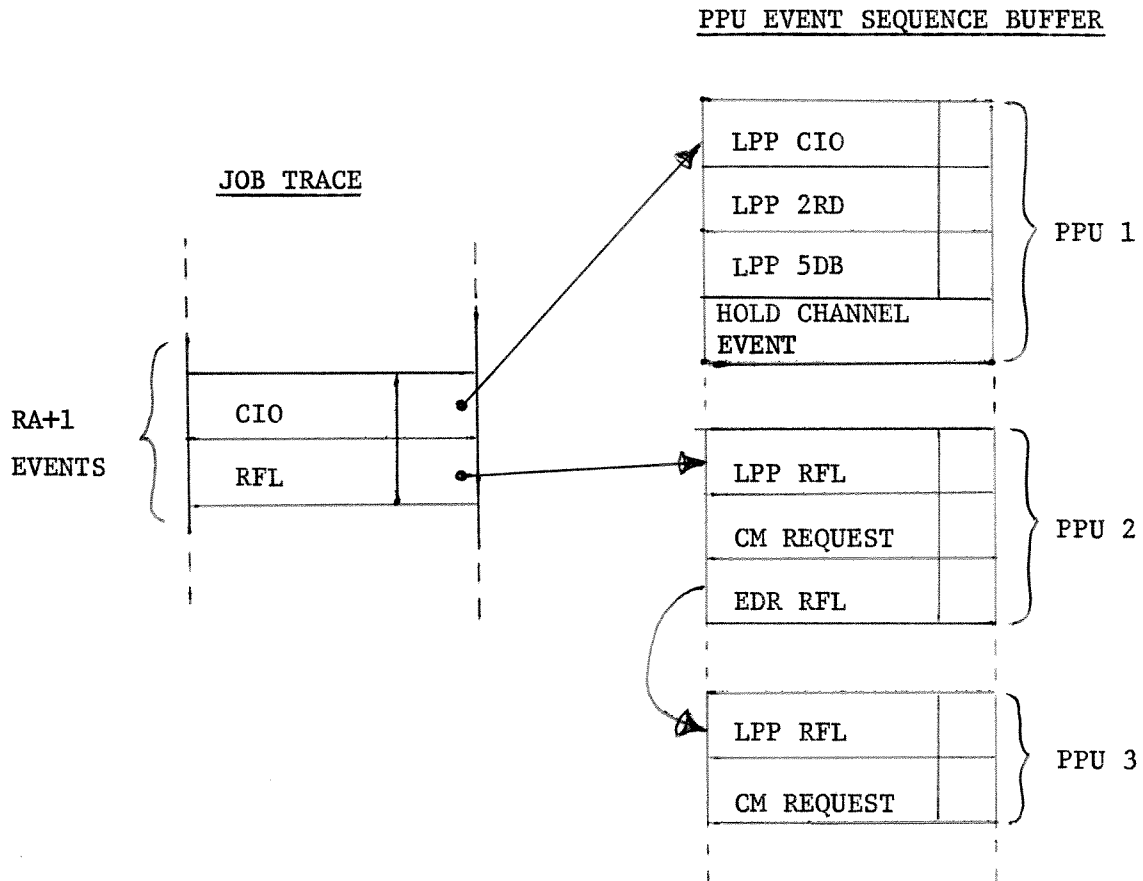 PPU EVENT SEQUENCE BUFFER
JOB TRACE
RA+1
EVENTS
CIO
RFL
LPP CIO
LPP 2RD
LPP 5DB
HOLD CHANNEL
EVENT
PPU 1
LPP RFL
CM REQUEST
EDR RFL
PPU 2
LPP RFL
CM REQUEST
PPU 3